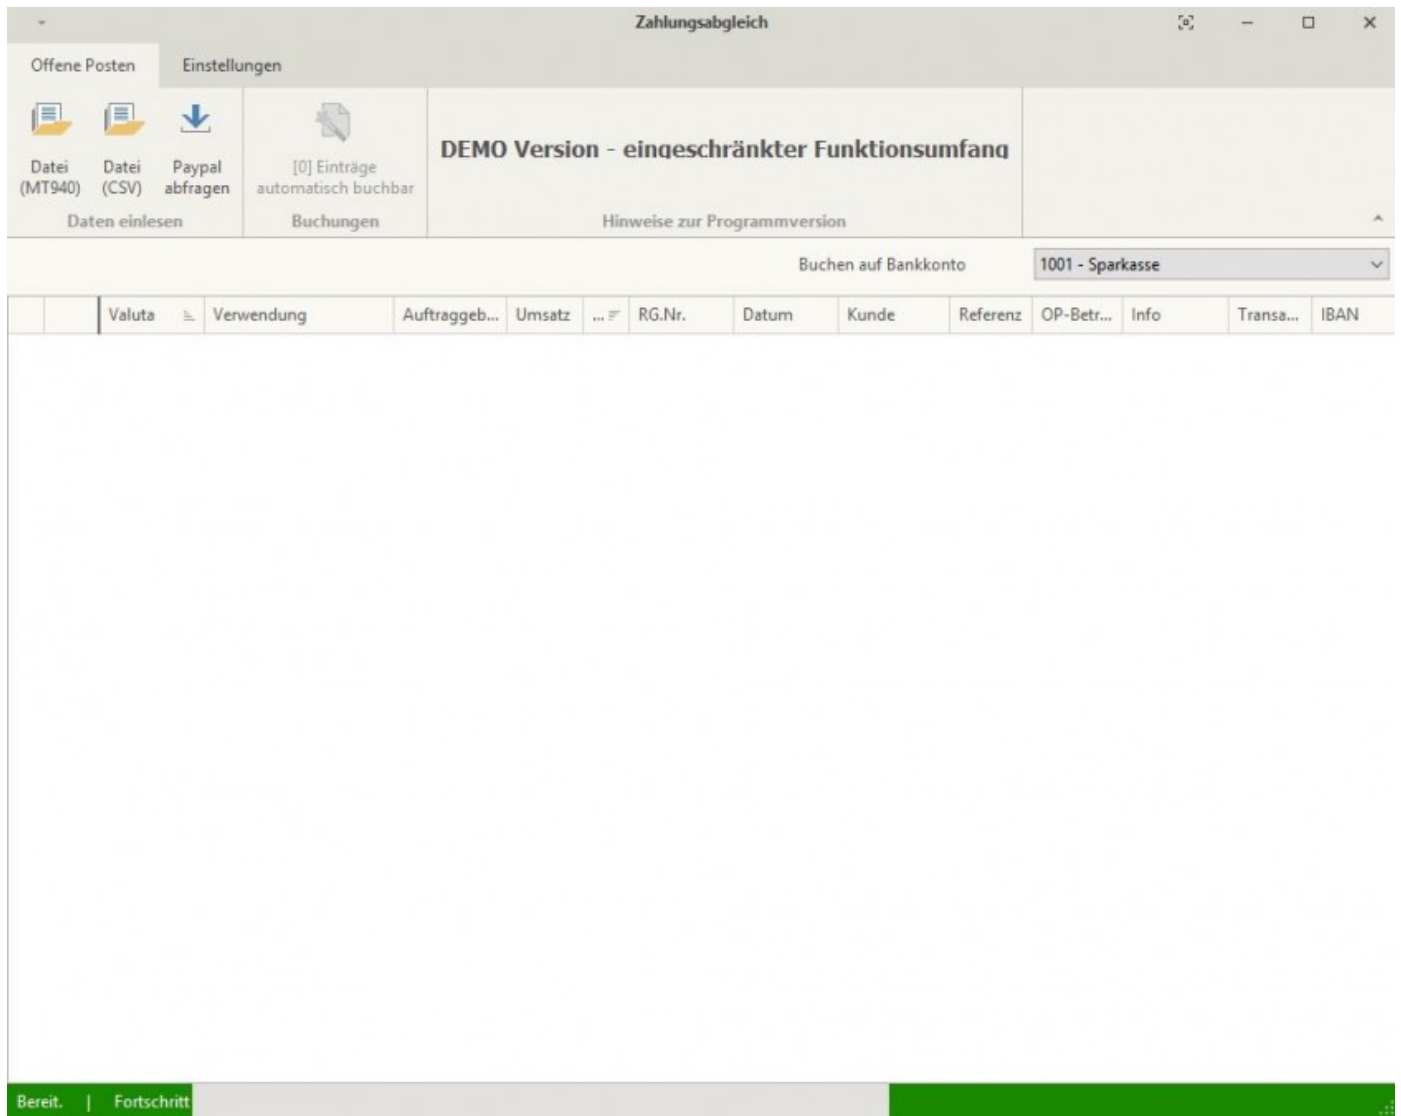 Zahlungsabgleich
Offene Posten Einstellungen
Datei (MT940)
Datei (CSV)
Paypal abfragen
[0] Einträge
automatisch buchbar
DEMO Version - eingeschränkter Funktionsumfang
Daten einlesen Buchungen Hinweise zur Programmversion
Buchen auf Bankkonto 1001 - Sparkasse
Valuta Verwendung Auftraggeb... Umsatz ... RG.Nr. Datum Kunde Referenz OP-Betr... Info Transa... IBAN
Bereit. | Fortschritt